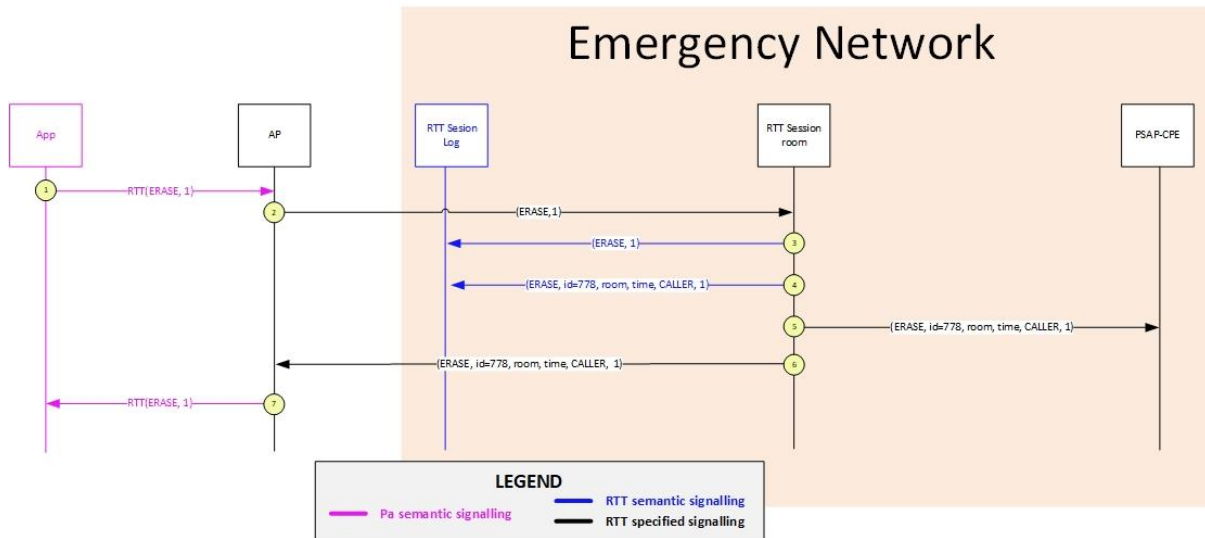 Emergency Network
App
AP
RTT Sesion
Log
RTT Session
room
PSAP-CPE
1
RTT(ERASE, 1)
2
(ERASE,1)
(ERASE, 1)
3
(ERASE, id=778, room, time, CALLER, 1)
4
5
(ERASE, id=778, room, time, CALLER, 1)
(ERASE, id=778, room, time, CALLER, 1)
6
RTT(ERASE, 1)
7
LEGEND
Pa semantic signalling
RTT semantic signalling
RTT specified signalling